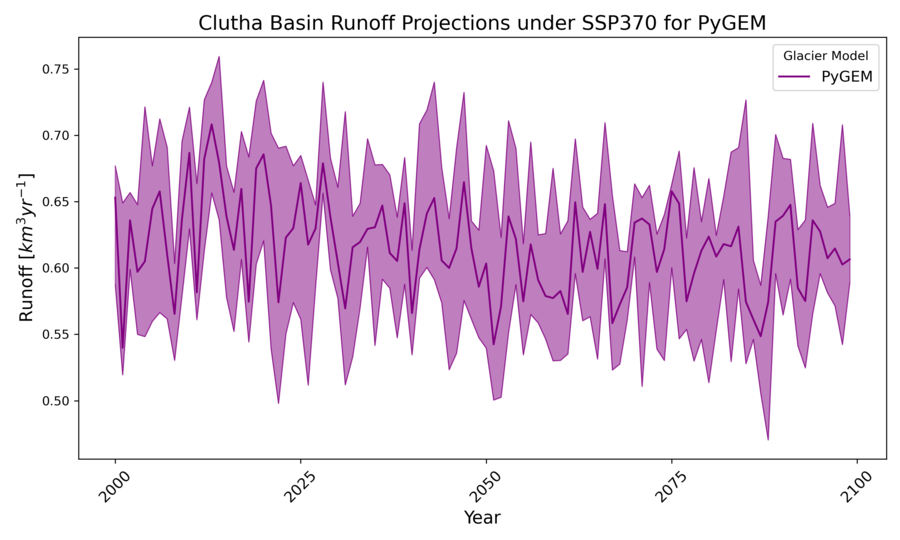 Clutha Basin Runoff Projections under SSP370 for PyGEM
Glacier Model
PyGEM
0.75
0.70
0.65
0.60
0.55
0.50
Runoff [km³yr⁻¹]
2000
2025
2050
2075
2100
Year